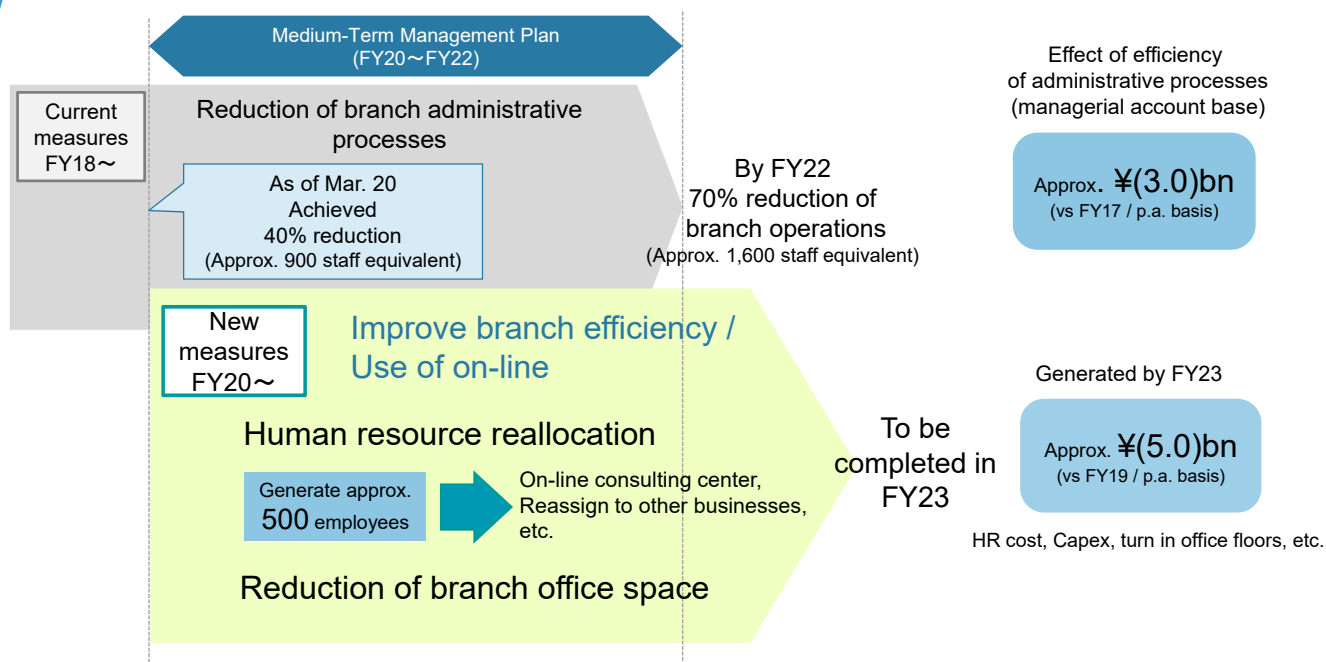 Medium-Term Management Plan
(FY20～FY22)
Current
measures
FY18～
Reduction of branch administrative
processes
As of Mar. 20
Achieved
40% reduction
(Approx. 900 staff equivalent)
By FY22
70% reduction of
branch operations
(Approx. 1,600 staff equivalent)
Effect of efficiency
of administrative processes
(managerial account base)
Approx. ¥(3.0)bn
(vs FY17 / p.a. basis)
New
measures
FY20～
Improve branch efficiency /
Use of on-line
Human resource reallocation
Generate approx.
500 employees
On-line consulting center,
Reassign to other businesses,
etc.
Reduction of branch office space
To be
completed in
FY23
Generated by FY23
Approx. ¥(5.0)bn
(vs FY19 / p.a. basis)
HR cost, Capex, turn in office floors, etc.